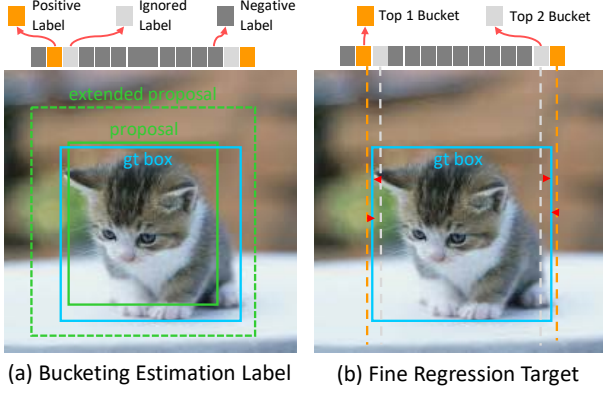 Positive
Label
Ignored
Label
Negative
Label
extended proposal
proposal
gt box
(a) Bucketing Estimation Label
Top 1 Bucket
Top 2 Bucket
gt box
(b) Fine Regression Target